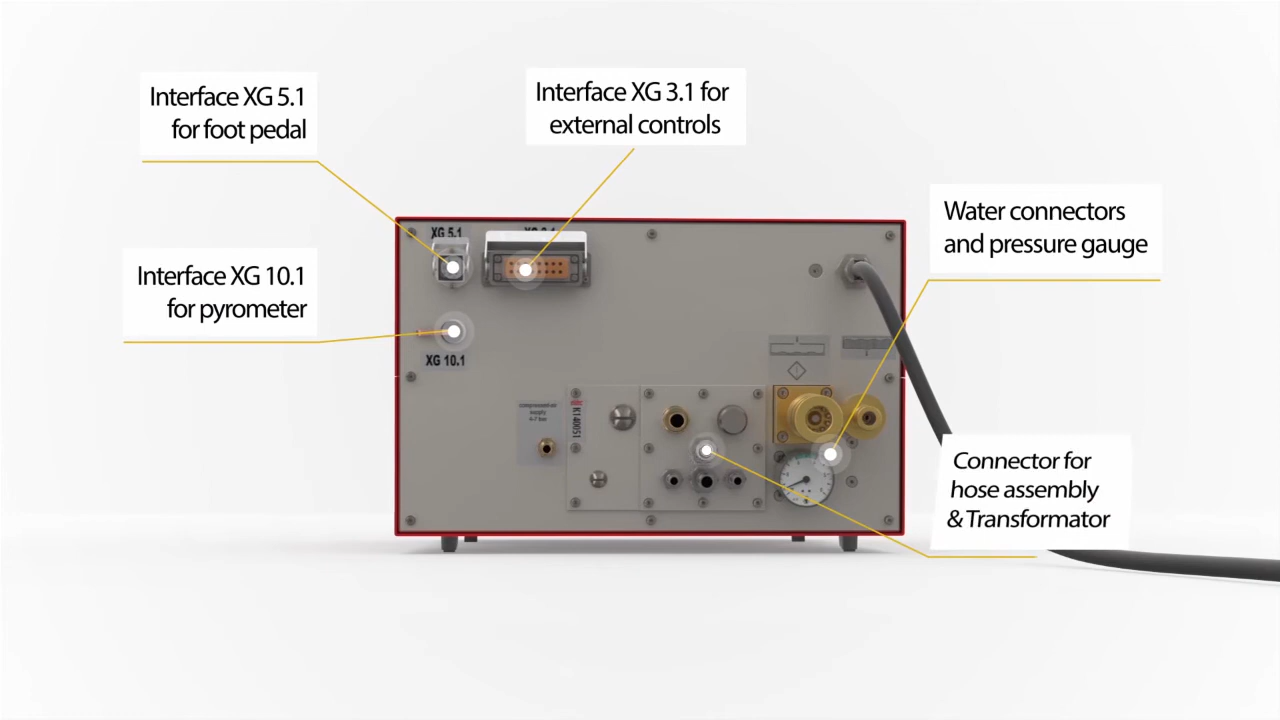 Interface XG 5.1
for foot pedal
Interface XG 3.1 for
external controls
Water connectors
and pressure gauge
Interface XG 10.1
for pyrometer
Connector for
hose assembly
& Transformator
XG 5.1
XG 10.1
supply